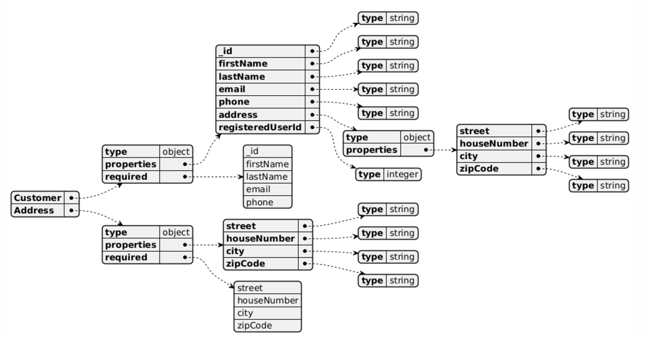 type string
_id
type string
firstName
lastName
type string
email
type string
phone
type string
address
registeredUserId
type object
properties
street
type string
houseNumber
type string
city
type string
zipCode
type string
type integer
type object
properties
required
_id
firstName
lastName
email
phone
Customer
Address
type object
properties
required
street
type string
houseNumber
type string
city
type string
zipCode
type string
street
houseNumber
city
zipCode